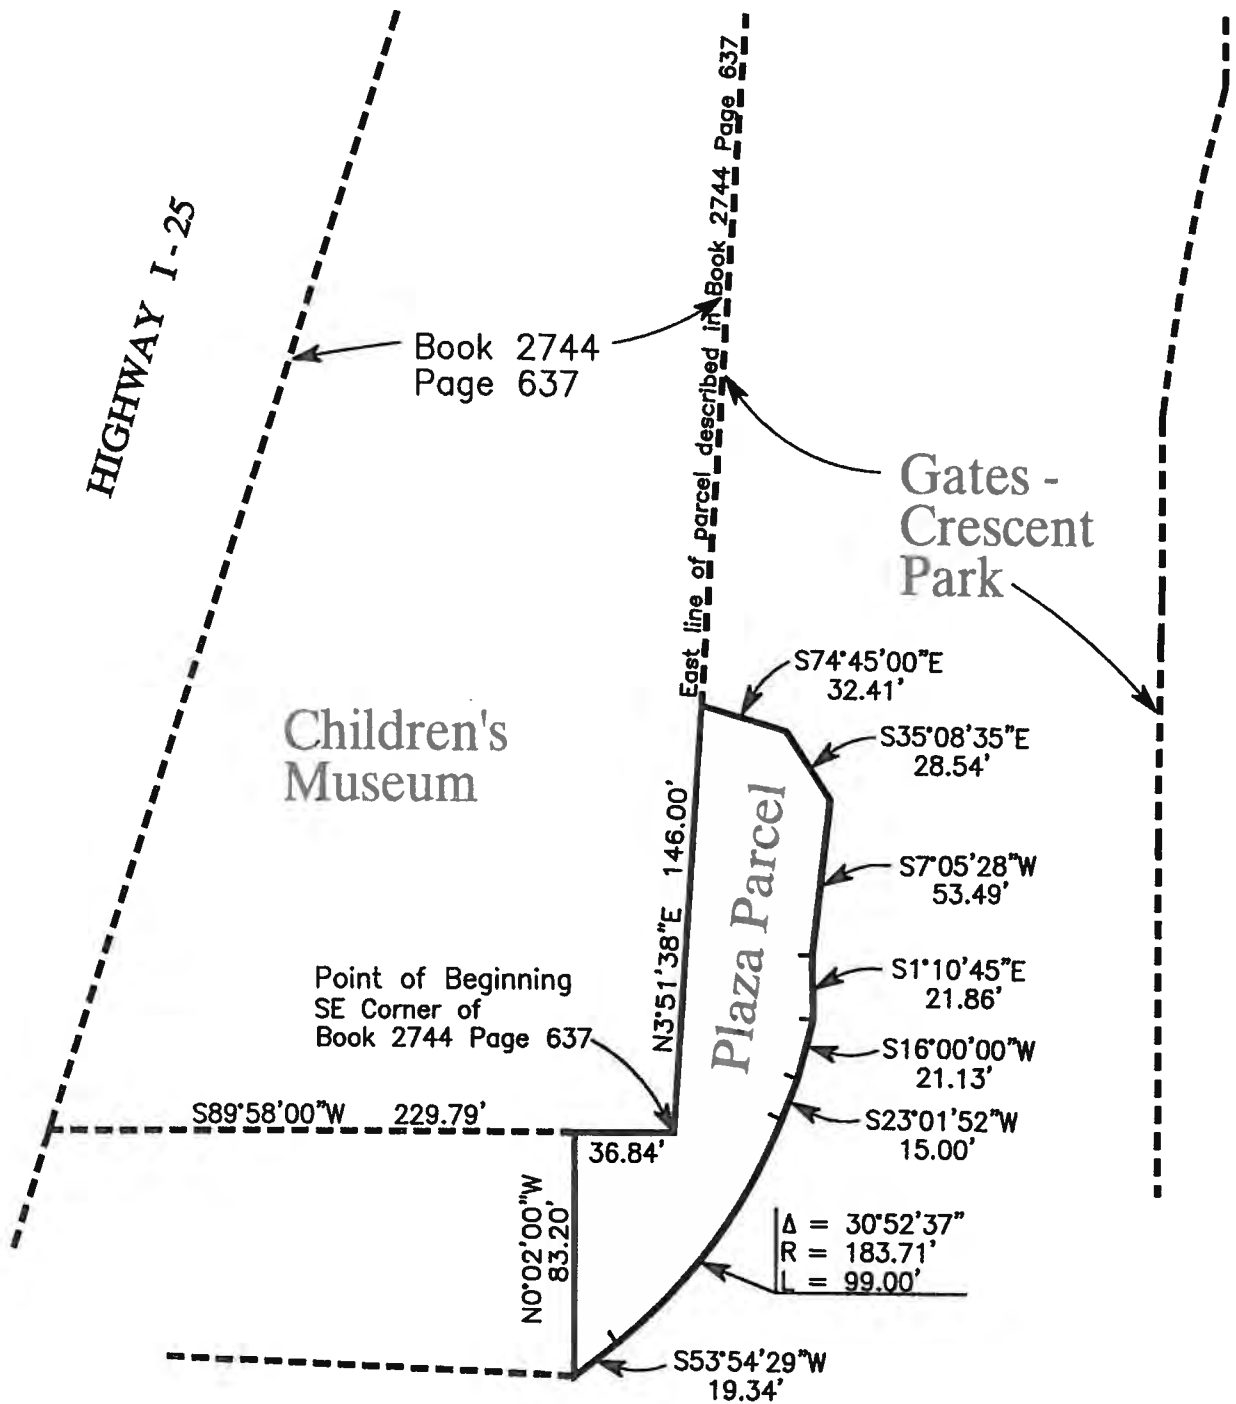 HIGHWAY I-25
East line of parcel described in Book 2744 Page 637
Book 2744
Page 637
Gates -
Crescent
Park
S74°45'00"E
32.41'
Children's
Museum
S35°08'35"E
28.54'
N3°51'38"E 146.00'
Plaza Parcel
S7°05'28"W
53.49'
Point of Beginning
SE Corner of
Book 2744 Page 637
S1°10'45"E
21.86'
S16°00'00"W
21.13'
S89°58'00"W 229.79'
36.84'
S23°01'52"W
15.00'
N0°02'00"W
83.20'
Δ = 30°52'37"
R = 183.71'
L = 99.00'
S53°54'29"W
19.34'